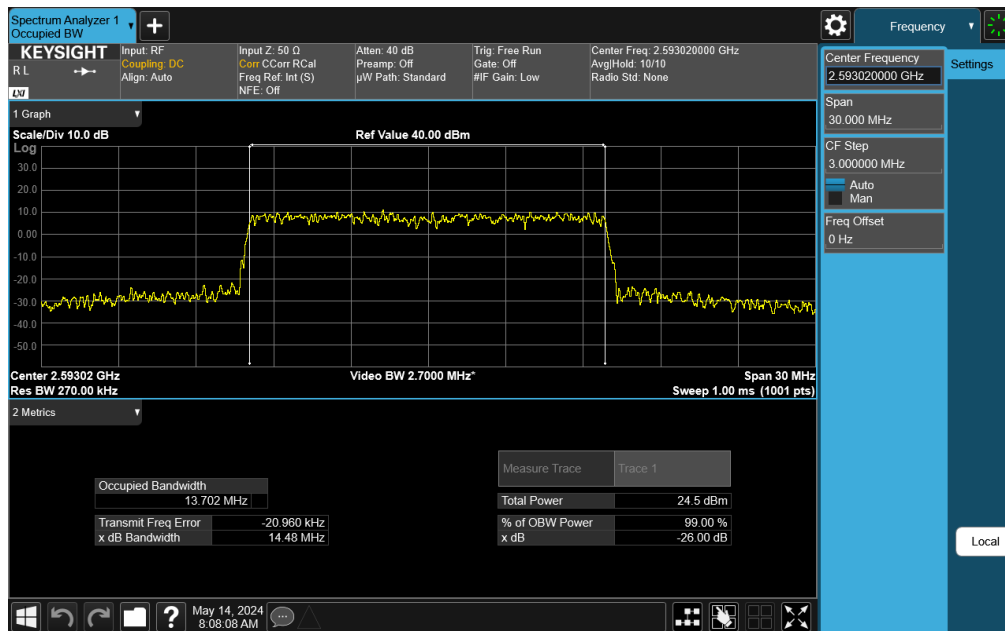 Spectrum Analyzer 1
Occupied BW
Frequency
KEYSIGHT
R L
LXI
Input: RF
Coupling: DC
Align: Auto
Input Z: 50 Ω
Corr CCorr RCal
Freq Ref: Int (S)
NFE: Off
Atten: 40 dB
Preamp: Off
µW Path: Standard
Trig: Free Run
Gate: Off
#IF Gain: Low
Center Freq: 2.593020000 GHz
Avg|Hold: 10/10
Radio Std: None
Center Frequency
2.593020000 GHz
Settings
Span
30.000 MHz
CF Step
3.000000 MHz
Auto
Man
Freq Offset
0 Hz
1 Graph
Scale/Div 10.0 dB
Ref Value 40.00 dBm
Log
30.0
20.0
10.0
0.00
-10.0
-20.0
-30.0
-40.0
-50.0
Center 2.59302 GHz
Video BW 2.7000 MHz*
Span 30 MHz
Res BW 270.00 kHz
Sweep 1.00 ms (1001 pts)
2 Metrics
Measure Trace
Trace 1
Occupied Bandwidth
13.702 MHz
Total Power
24.5 dBm
Transmit Freq Error
-20.960 kHz
% of OBW Power
99.00 %
x dB Bandwidth
14.48 MHz
x dB
-26.00 dB
Local
?
May 14, 2024
8:08:08 AM